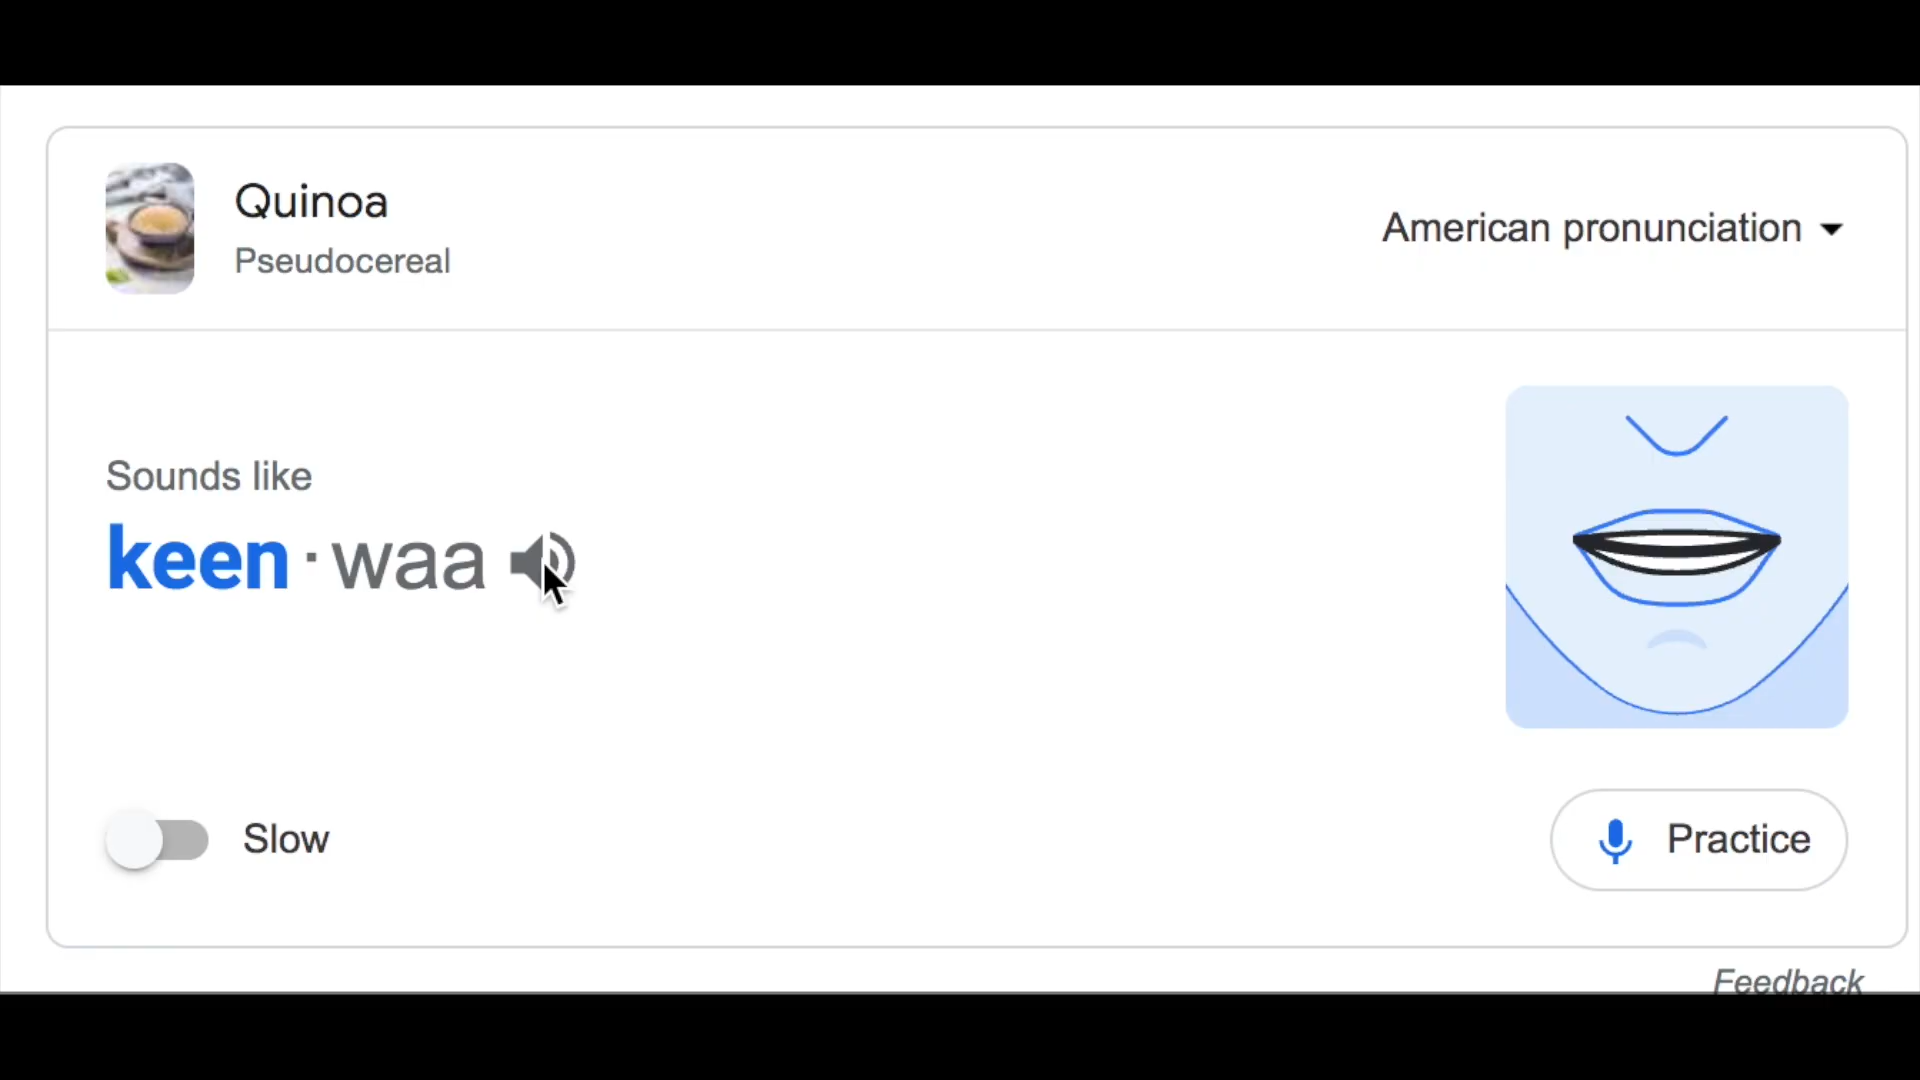 Quinoa
Pseudocereal
American pronunciation
Sounds like
keen·waa
Slow
Practice
Feedback